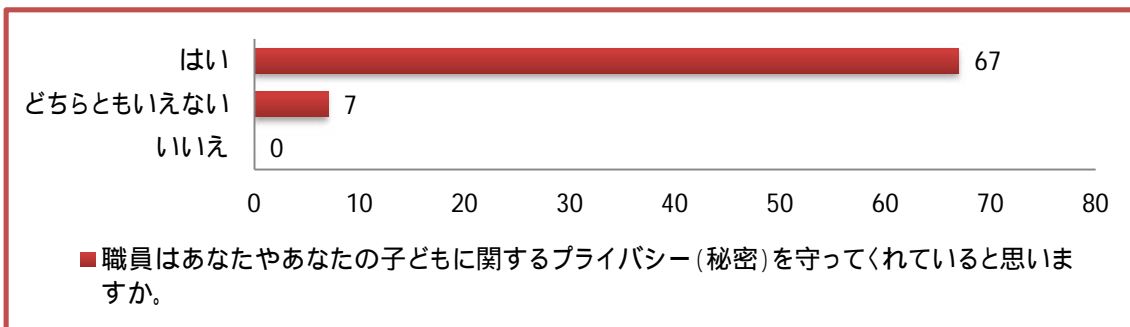 はい 67
どちらともいえない 7
いいえ 0
0 10 20 30 40 50 60 70 80
職員はあなたやあなたの子どもに関するプライバシー(秘密)を守ってくれていると思いま
すか。